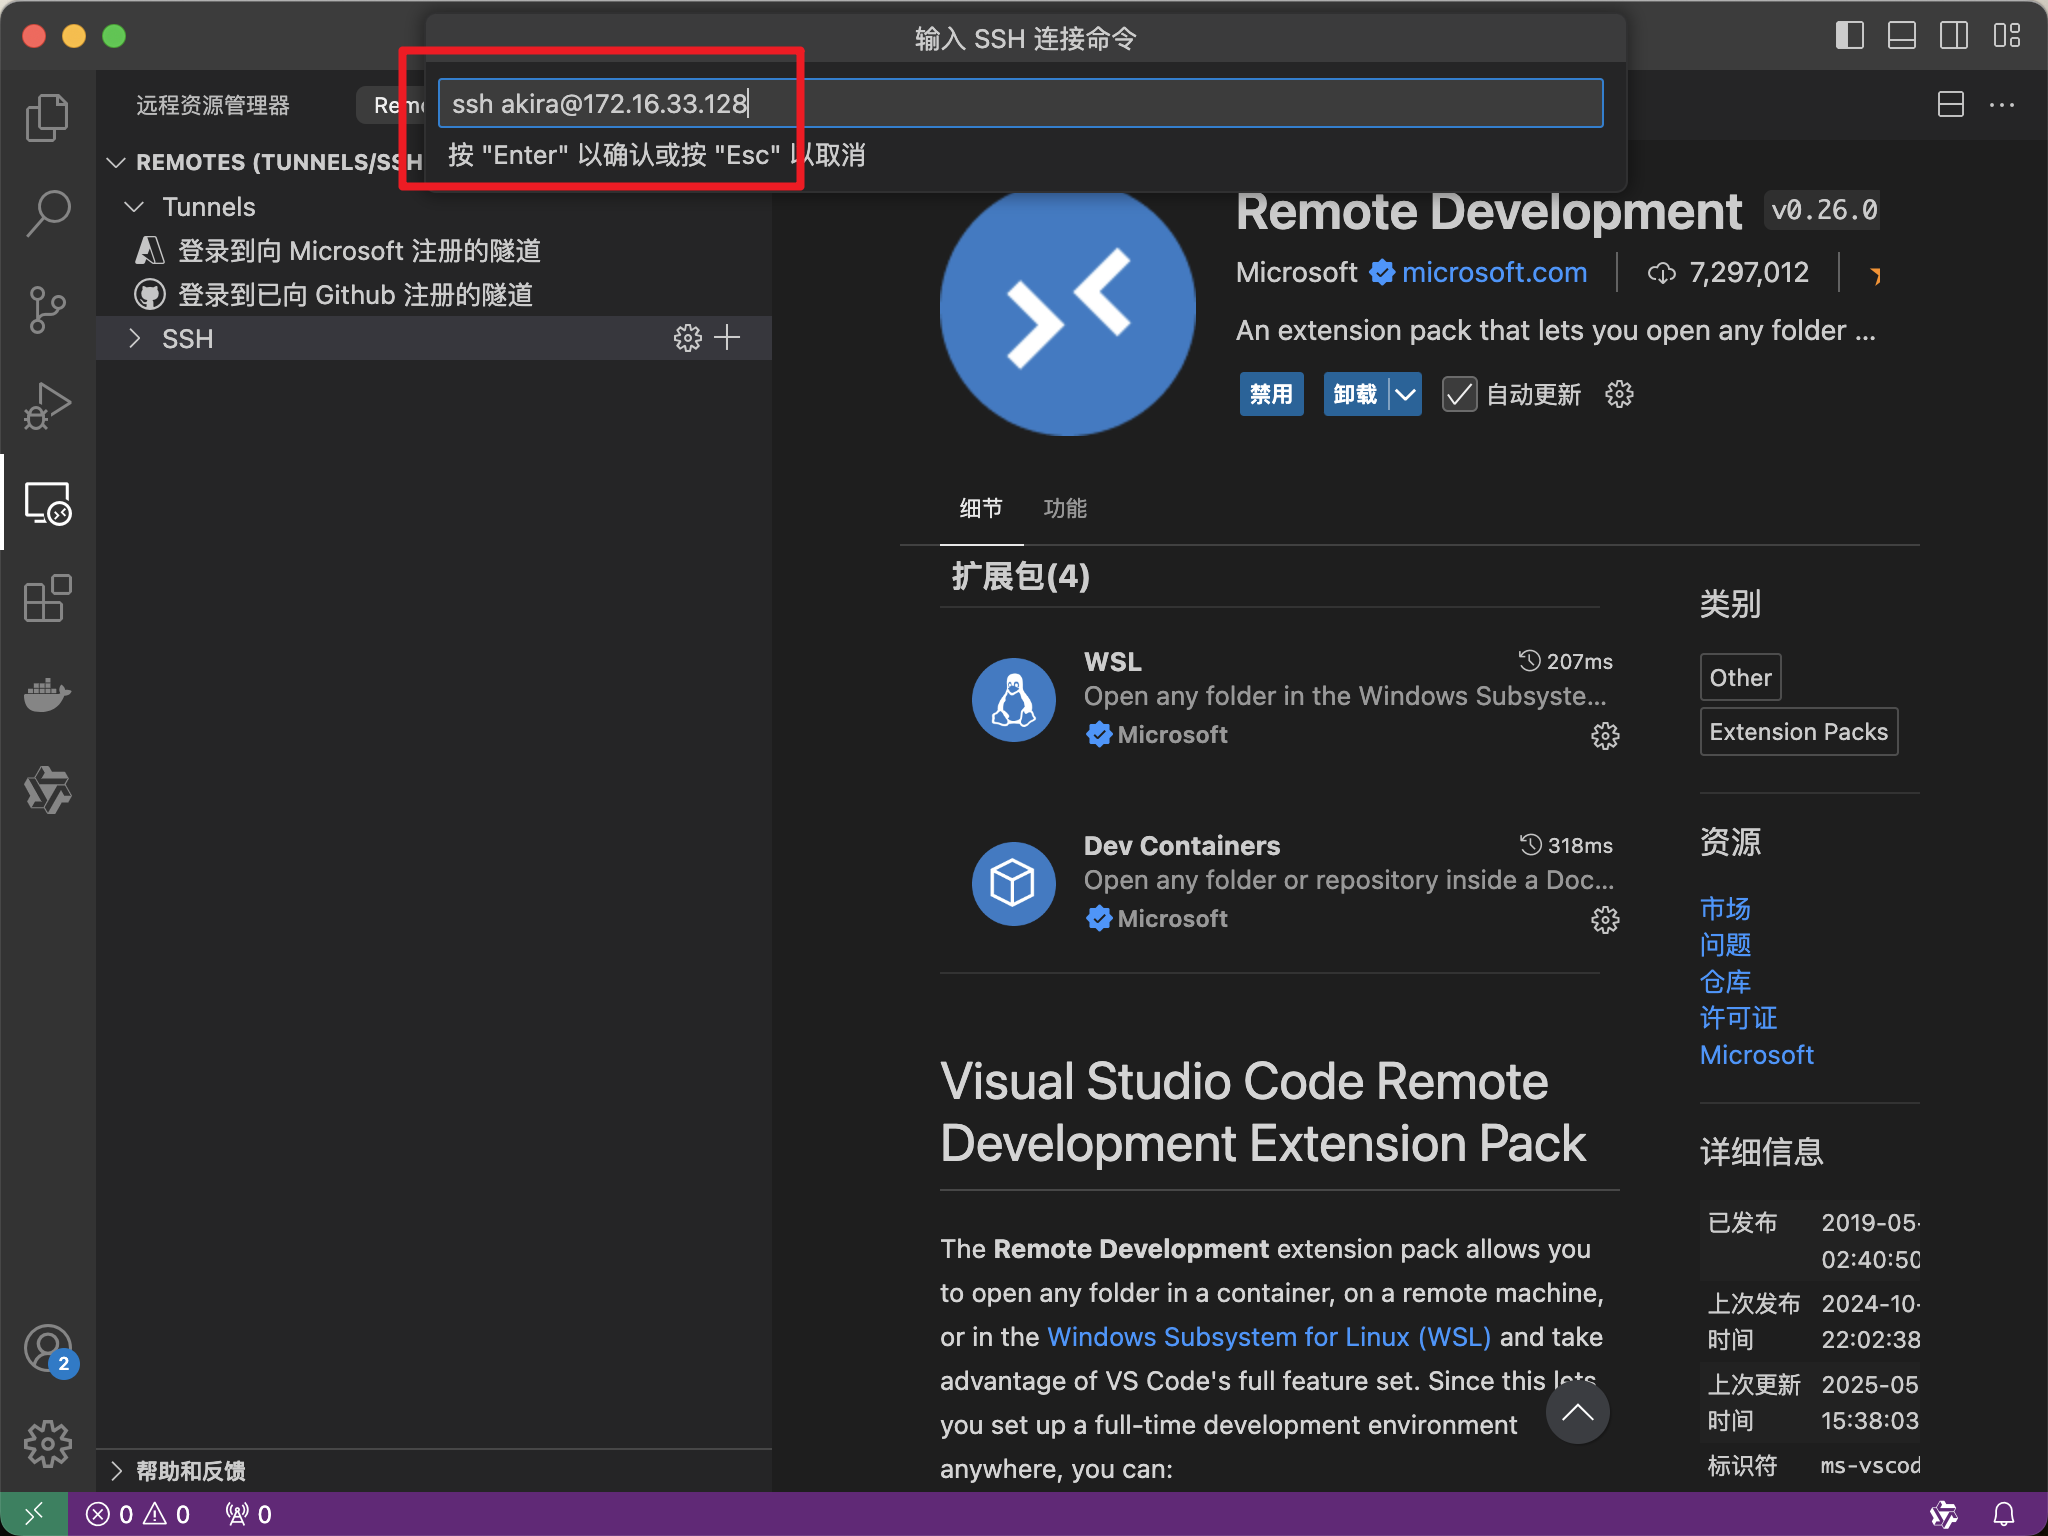 输入 SSH 连接命令
ssh akira@172.16.33.128
按 "Enter" 以确认或按 "Esc" 以取消
远程资源管理器
REMOTES (TUNNELS/SSH
Tunnels
登录到向 Microsoft 注册的隧道
登录到已向 Github 注册的隧道
SSH
帮助和反馈
Remote Development v0.26.0
Microsoft microsoft.com 7,297,012
An extension pack that lets you open any folder ...
禁用 卸载 自动更新
细节 功能
扩展包(4)
WSL 207ms
Open any folder in the Windows Subsyste...
Microsoft
Dev Containers 318ms
Open any folder or repository inside a Doc...
Microsoft
Visual Studio Code Remote
Development Extension Pack
The Remote Development extension pack allows you
to open any folder in a container, on a remote machine,
or in the Windows Subsystem for Linux (WSL) and take
advantage of VS Code's full feature set. Since this lets
you set up a full-time development environment
anywhere, you can:
类别
Other
Extension Packs
资源
市场
问题
仓库
许可证
Microsoft
详细信息
已发布 2019-05-
02:40:50
上次发布 2024-10-
时间 22:02:38
上次更新 2025-05
时间 15:38:03
标识符 ms-vscod
2
0 0 0